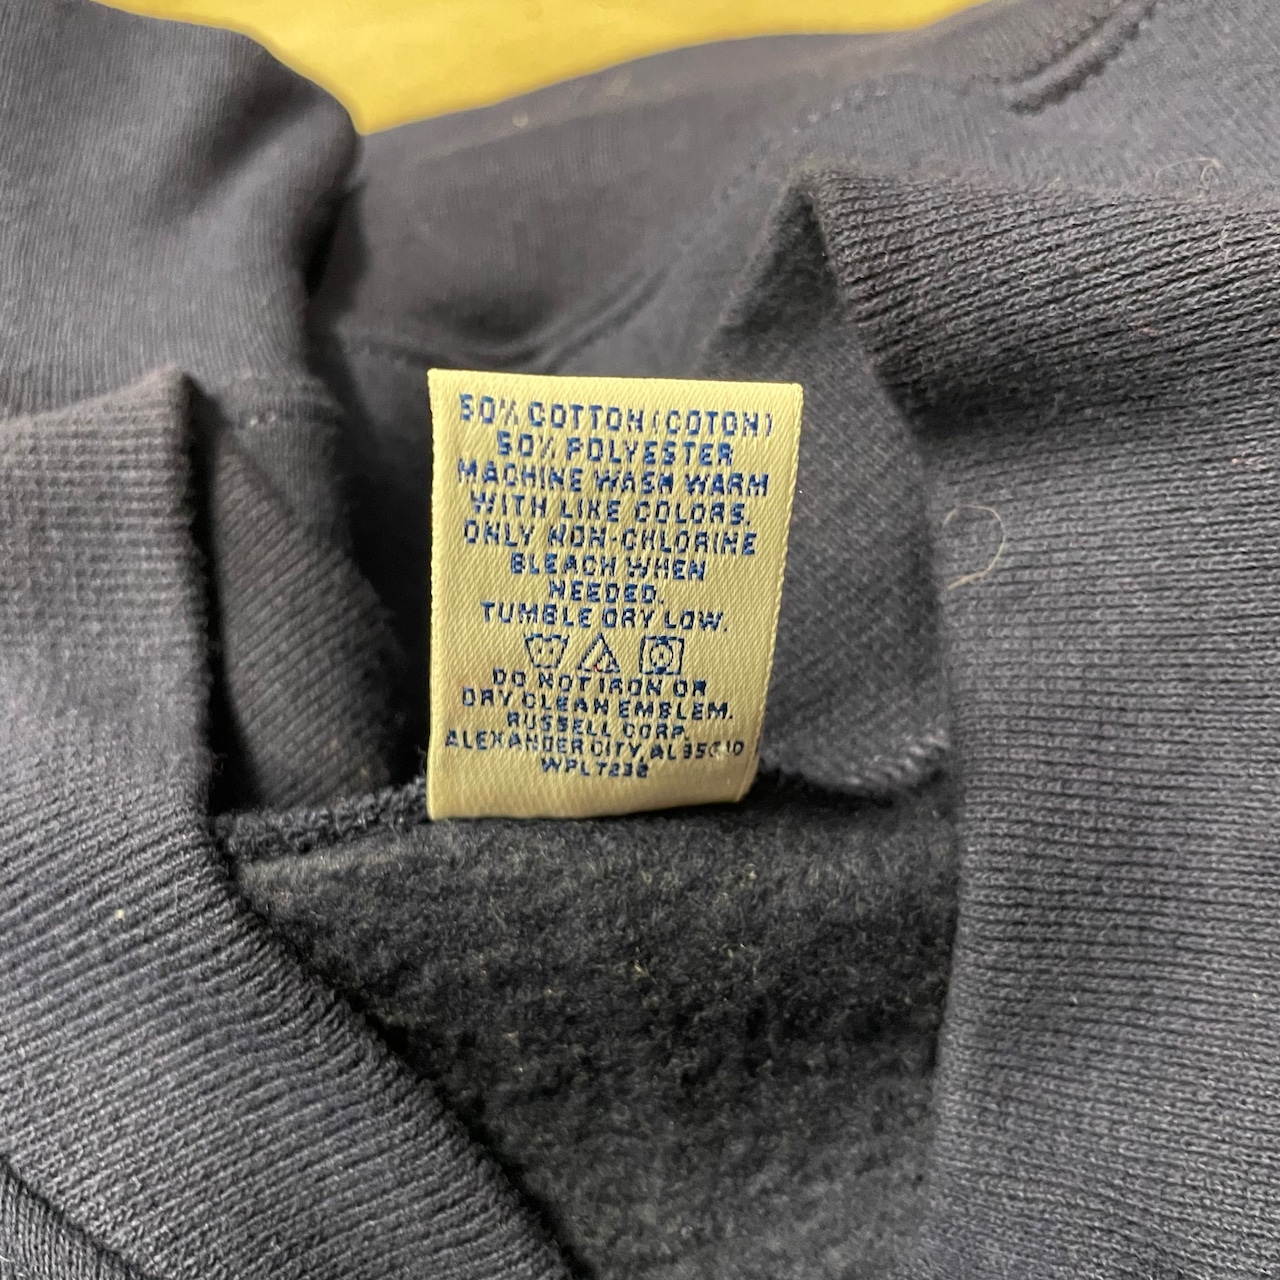 50% COTTON (COTON)
50% POLYESTER
MACHINE WASH WARM
WITH LIKE COLORS.
ONLY NON-CHLORINE
BLEACH WHEN
NEEDED.
TUMBLE DRY LOW.
DO NOT IRON OR
DRY CLEAN EMBLEM.
RUSSELL CORP.
ALEXANDER CITY, AL 35010
WPL 7232